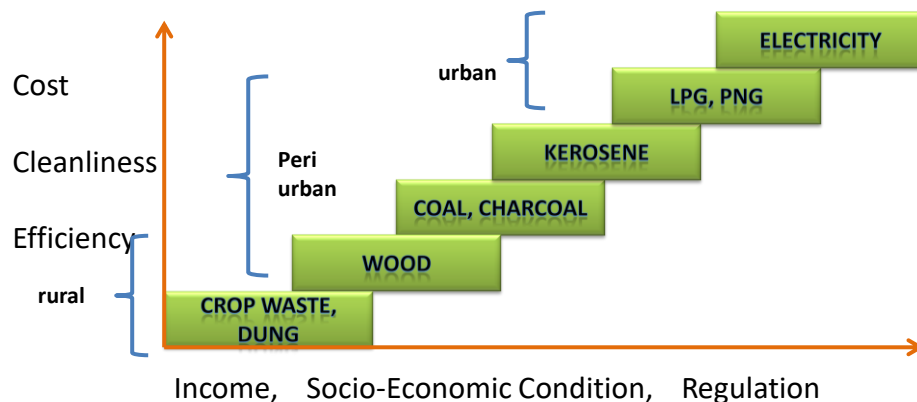 ELECTRICITY
urban
Cost
LPG, PNG
Cleanliness
KEROSENE
Peri
urban
COAL, CHARCOAL
Efficiency
WOOD
rural
CROP WASTE,
DUNG
Income, Socio-Economic Condition, Regulation